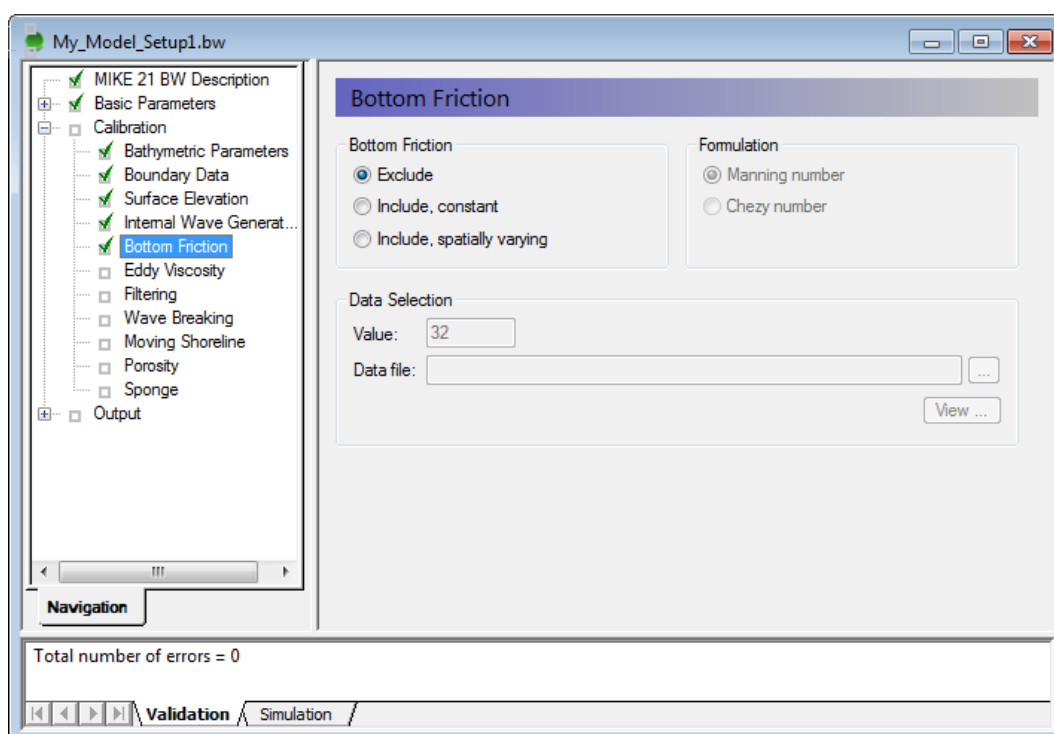 My_Model_Setup1.bw
MIKE 21 BW Description
Basic Parameters
Calibration
Bathymetric Parameters
Boundary Data
Surface Elevation
Internal Wave Generat...
Bottom Friction
Eddy Viscosity
Filtering
Wave Breaking
Moving Shoreline
Porosity
Sponge
Output
Navigation
Bottom Friction
Bottom Friction
Exclude
Include, constant
Include, spatially varying
Formulation
Manning number
Chezy number
Data Selection
Value: 32
Data file: ...
View ...
Total number of errors = 0
Validation Simulation